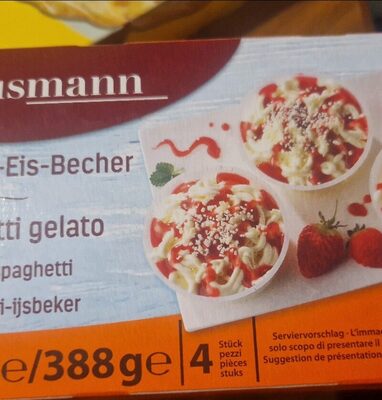 usmann
-Eis-Becher
tti gelato
paghetti
i-ijsbeker
e/388ge
4
Stück
pezzi
pièces
stuks
Serviervorschlag - L'imma
solo scopo di presentare il
Suggestion de présentation